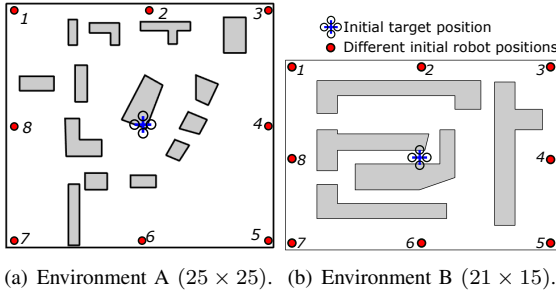 1 2 3
8 4
7 6 5
Initial target position
Different initial robot positions
1 2 3
8 4
7 6 5
(a) Environment A (25 × 25). (b) Environment B (21 × 15).